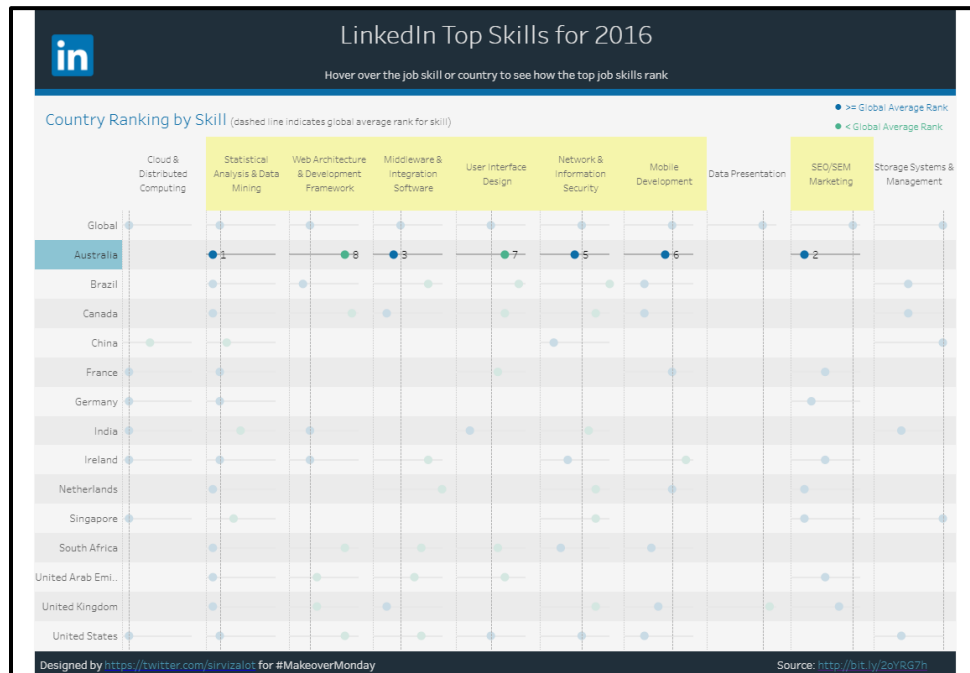 in
LinkedIn Top Skills for 2016
Hover over the job skill or country to see how the top job skills rank
Country Ranking by Skill (dashed line indicates global average rank for skill)
>= Global Average Rank
< Global Average Rank
Cloud &
Distributed
Computing
Statistical
Analysis & Data
Mining
Web Architecture
& Development
Framework
Middleware &
Integration
Software
User Interface
Design
Network &
Information
Security
Mobile
Development
Data Presentation
SEO/SEM
Marketing
Storage Systems &
Management
Global
Australia 1 8 3 7 5 6 2
Brazil
Canada
China
France
Germany
India
Ireland
Netherlands
Singapore
South Africa
United Arab Emi..
United Kingdom
United States
Designed by https://twitter.com/sirvizalot for #MakeoverMonday
Source: http://bit.ly/2oYRG7h